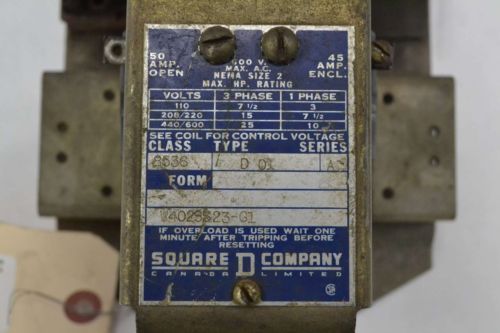 50 AMP. OPEN
600 V. MAX. A.C.
NEMA SIZE 2
MAX. HP. RATING
45 AMP. ENCL.
VOLTS 3 PHASE 1 PHASE
110 7 1/2 3
208/220 15 7 1/2
440/600 25 10
SEE COIL FOR CONTROL VOLTAGE
CLASS TYPE SERIES
8536 D O1 A
FORM
IF OVERLOAD IS USED WAIT ONE
MINUTE AFTER TRIPPING BEFORE
RESETTING
SQUARE D COMPANY
CANADA LIMITED